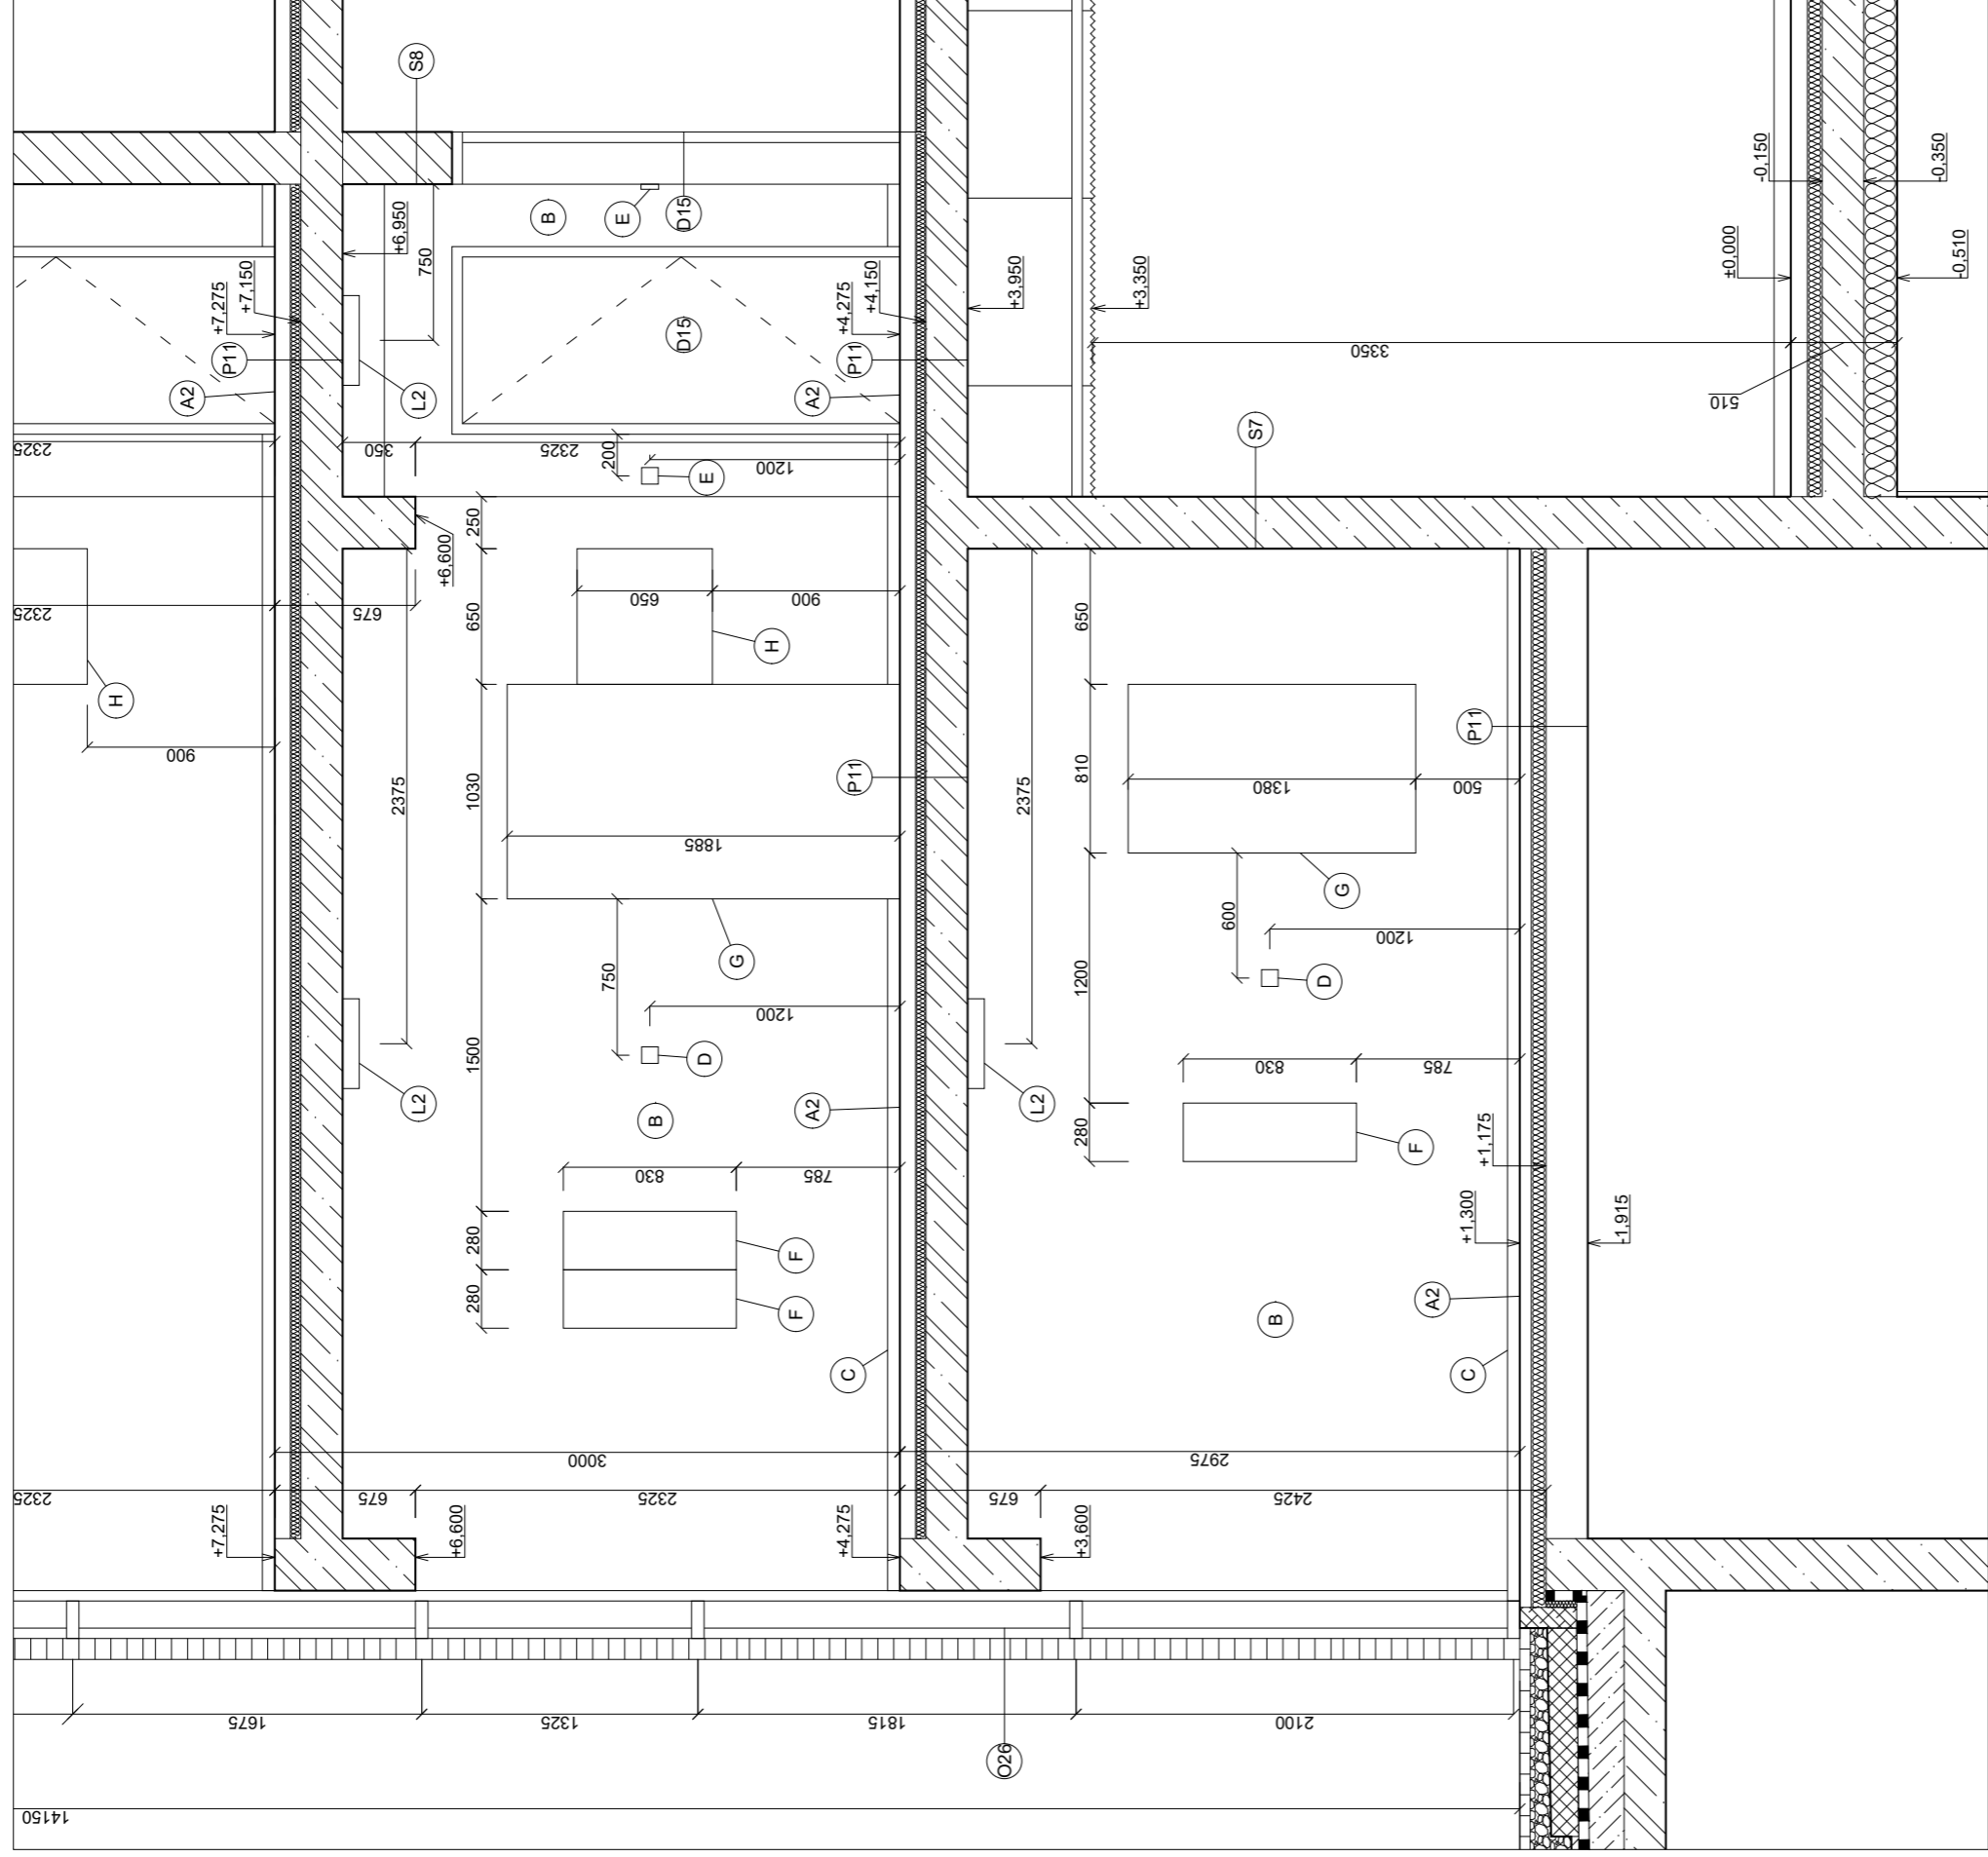 S8
-0,150
-0,350
+6,950
750
B
E
D15
+7,275
+7,150
+4,275
+4,150
+3,950
+3,350
±0,000
-0,510
P11
A2
L2
D15
P11
A2
3350
510
2325
350
2325
200
1200
E
S7
250
+6,600
2325
675
650
650
900
H
650
H
900
2375
1030
1885
P11
2375
810
1380
500
P11
G
600
1200
G
750
1200
1500
D
1200
D
L2
B
A2
L2
830
785
+1,175
830
785
280
F
280
F
280
F
+1,300
-1,915
A2
B
C
C
3000
2975
2325
675
2325
675
2425
+7,275
+6,600
+4,275
+3,600
1675
1325
1815
2100
O26
14150